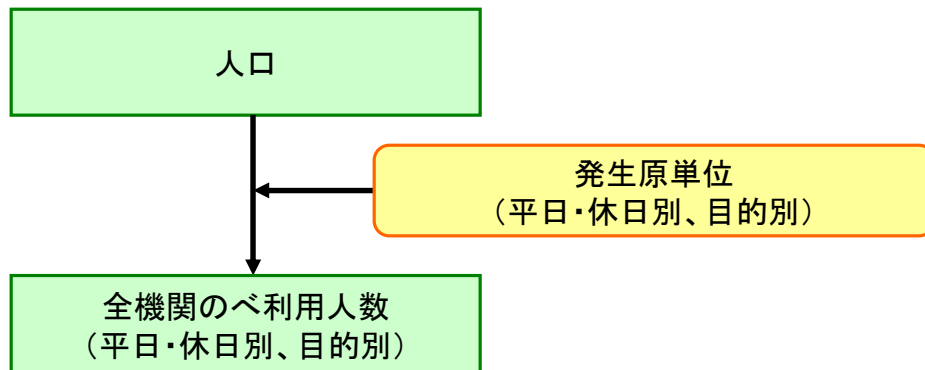 人口
発生原単位
（平日・休日別、目的別）
全機関のべ利用人数
（平日・休日別、目的別）